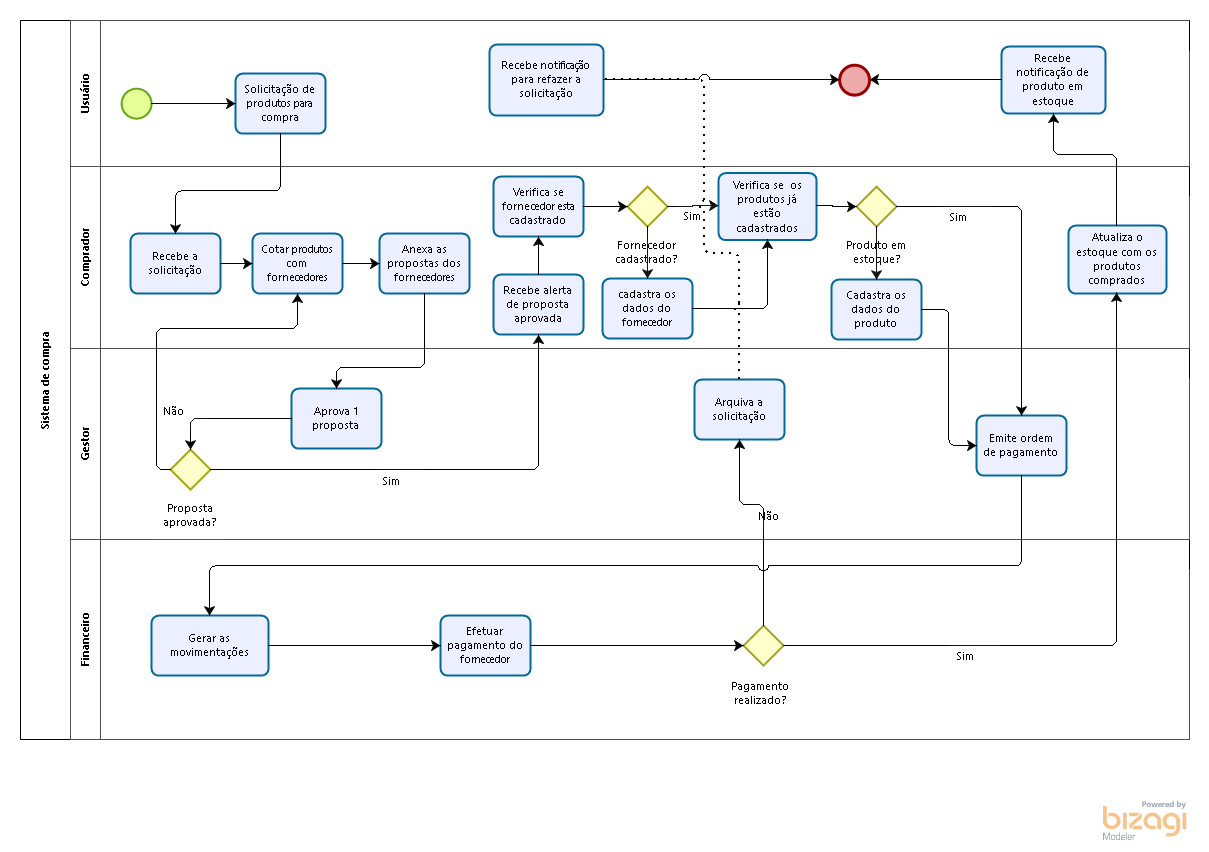 Sistema de compra
Usuário
Solicitação de
produtos para
compra
Recebe notificação
para refazer a
solicitação
Recebe
notificação de
produto em
estoque
Comprador
Recebe a
solicitação
Cotar produtos
com
fornecedores
Anexa as
propostas dos
fornecedores
Verifica se
fornecedor esta
cadastrado
Recebe alerta
de proposta
aprovada
Fornecedor
cadastrado?
Sim
cadastra os
dados do
fornecedor
Verifica se os
produtos já
estão
cadastrados
Produto em
estoque?
Sim
Cadastra os
dados do
produto
Atualiza o
estoque com os
produtos
comprados
Gestor
Não
Aprova 1
proposta
Proposta
aprovada?
Sim
Arquiva a
solicitação
Não
Emite ordem
de pagamento
Financeiro
Gerar as
movimentações
Efetuar
pagamento do
fornecedor
Pagamento
realizado?
Sim
Powered by
bizagi
Modeler